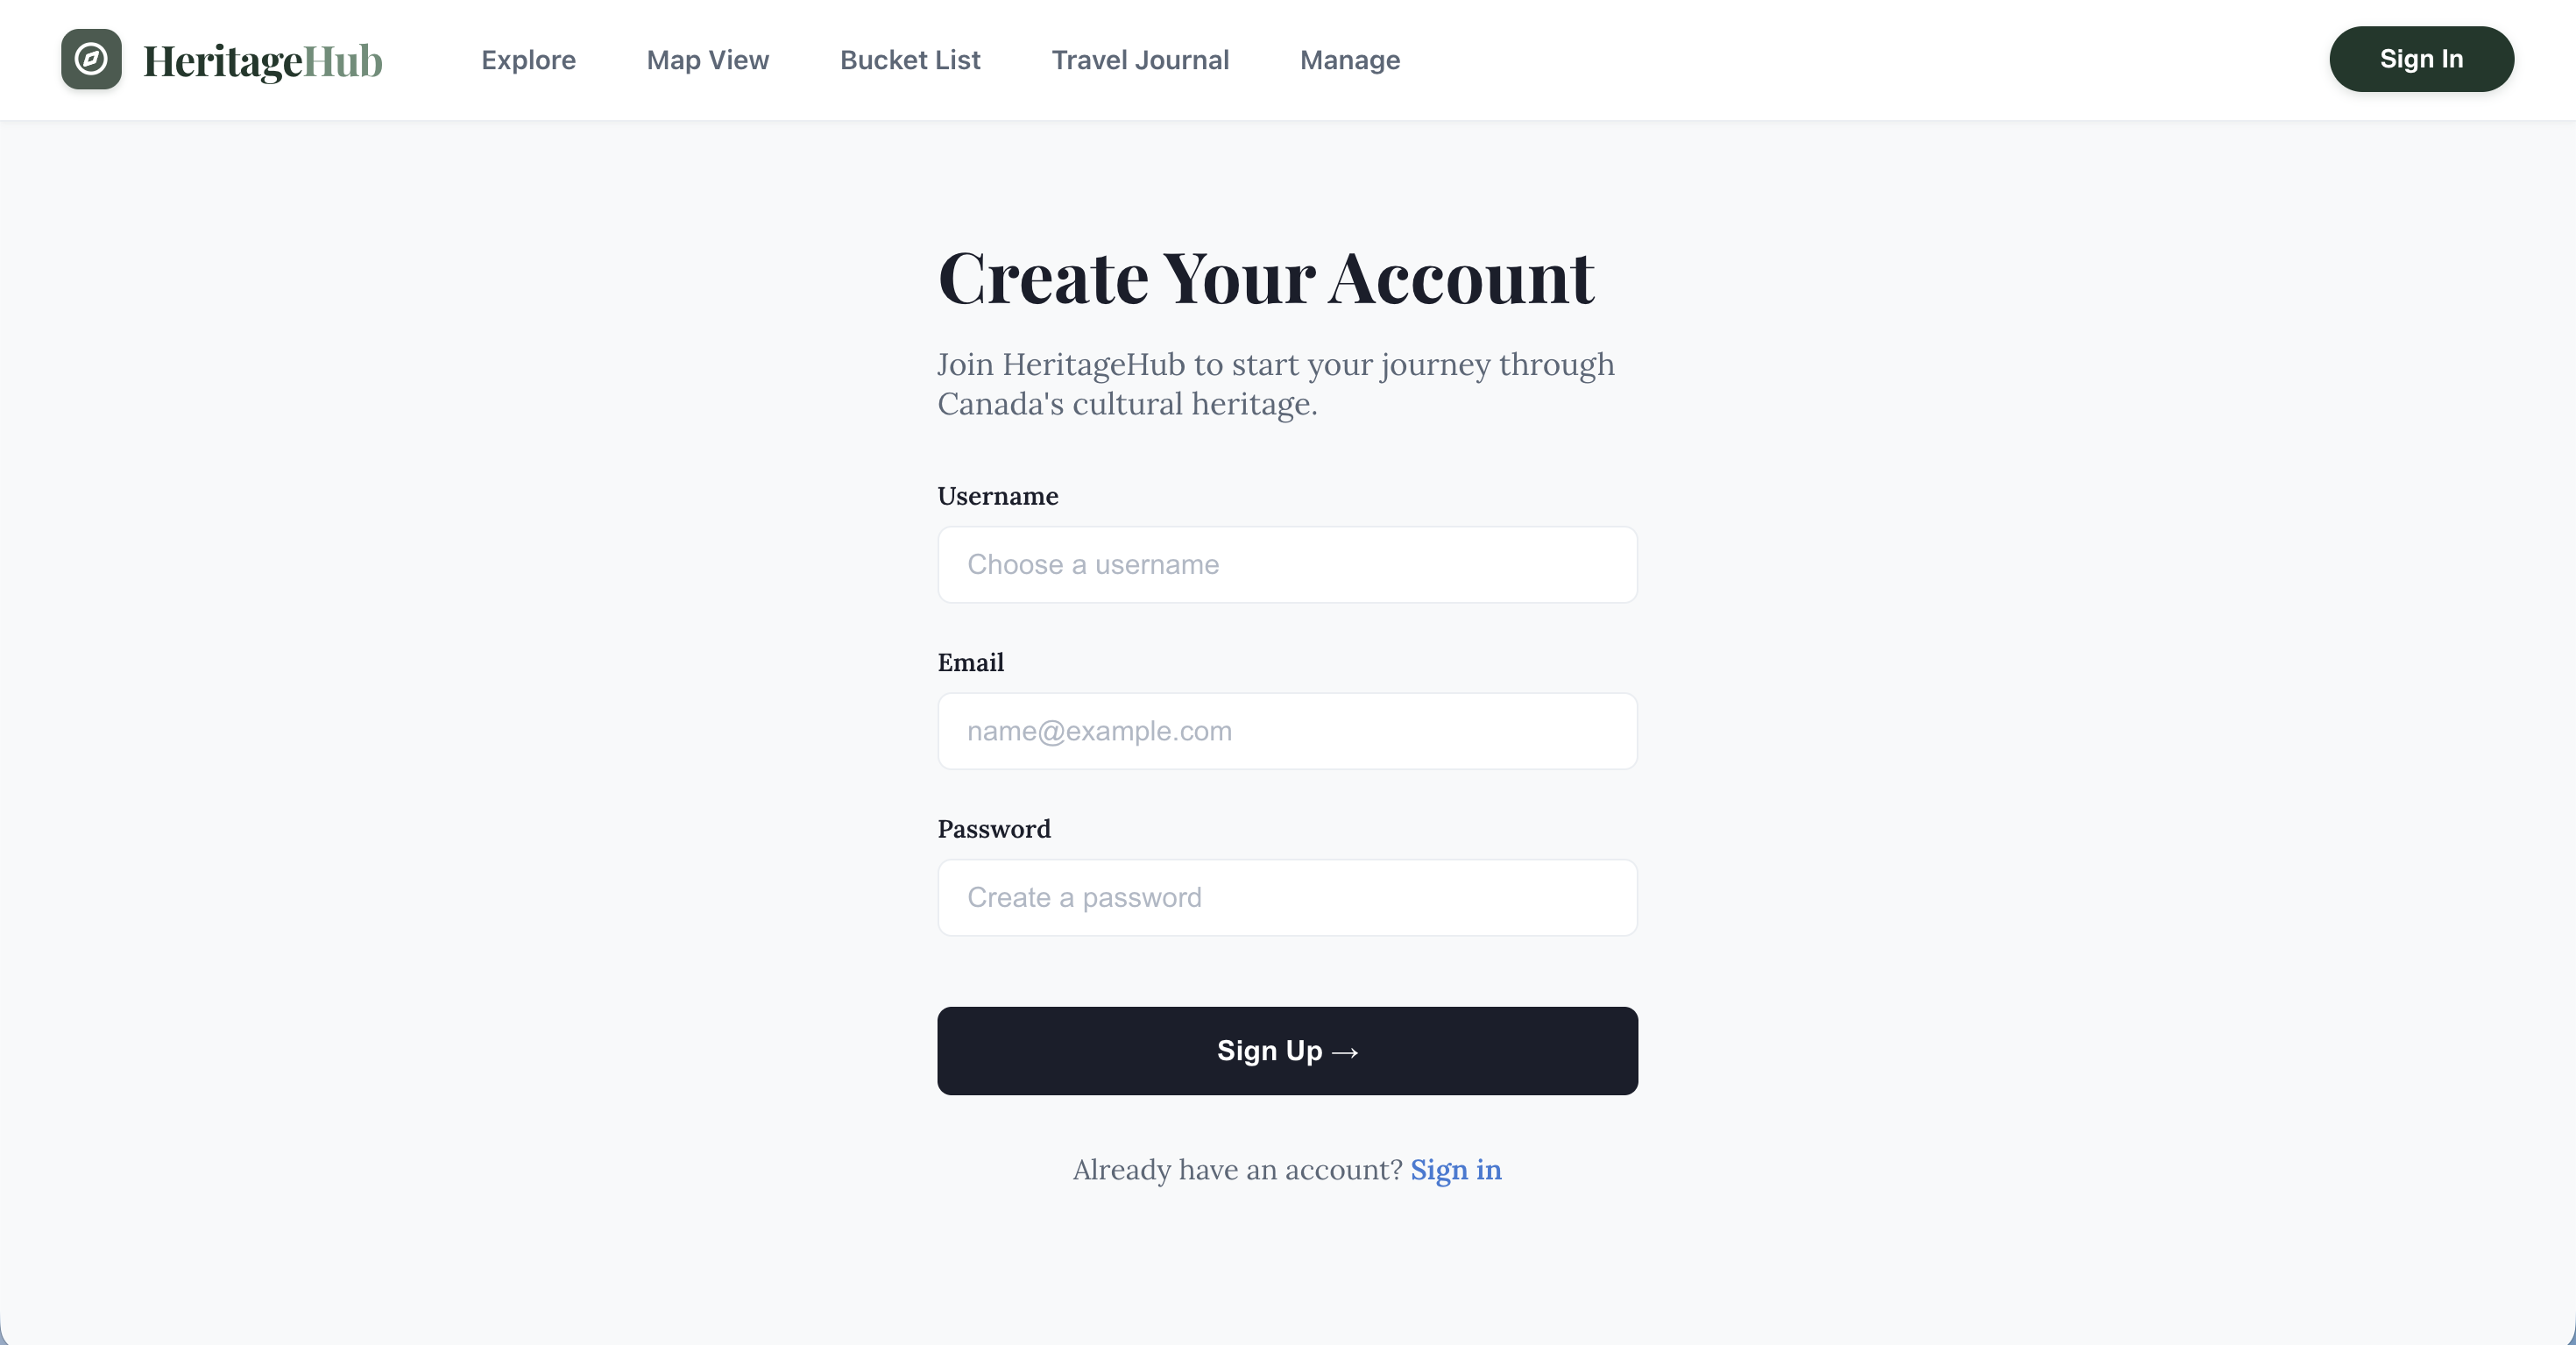 HeritageHub
Explore
Map View
Bucket List
Travel Journal
Manage
Sign In
Create Your Account
Join HeritageHub to start your journey through
Canada's cultural heritage.
Username
Choose a username
Email
name@example.com
Password
Create a password
Sign Up →
Already have an account? Sign in